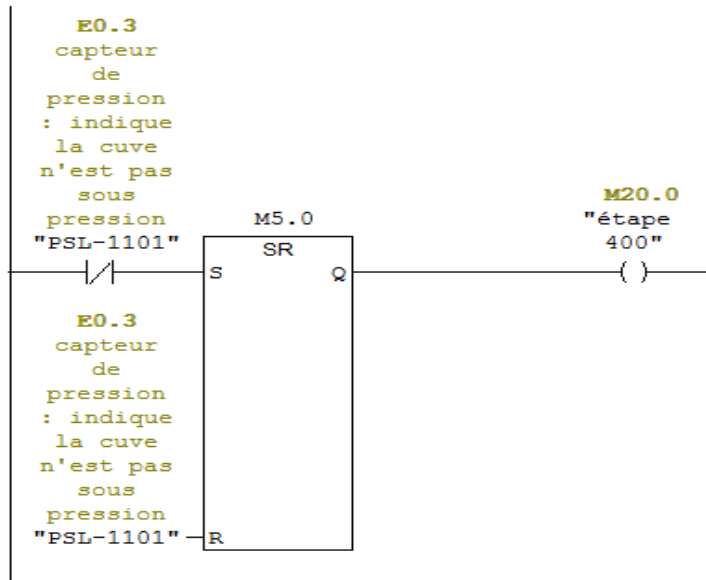 E0.3
capteur
de
pression
: indique
la cuve
n'est pas
sous
pression
"PSL-1101"
M5.0
SR
S
Q
M20.0
"étape
400"
E0.3
capteur
de
pression
: indique
la cuve
n'est pas
sous
pression
"PSL-1101"
R